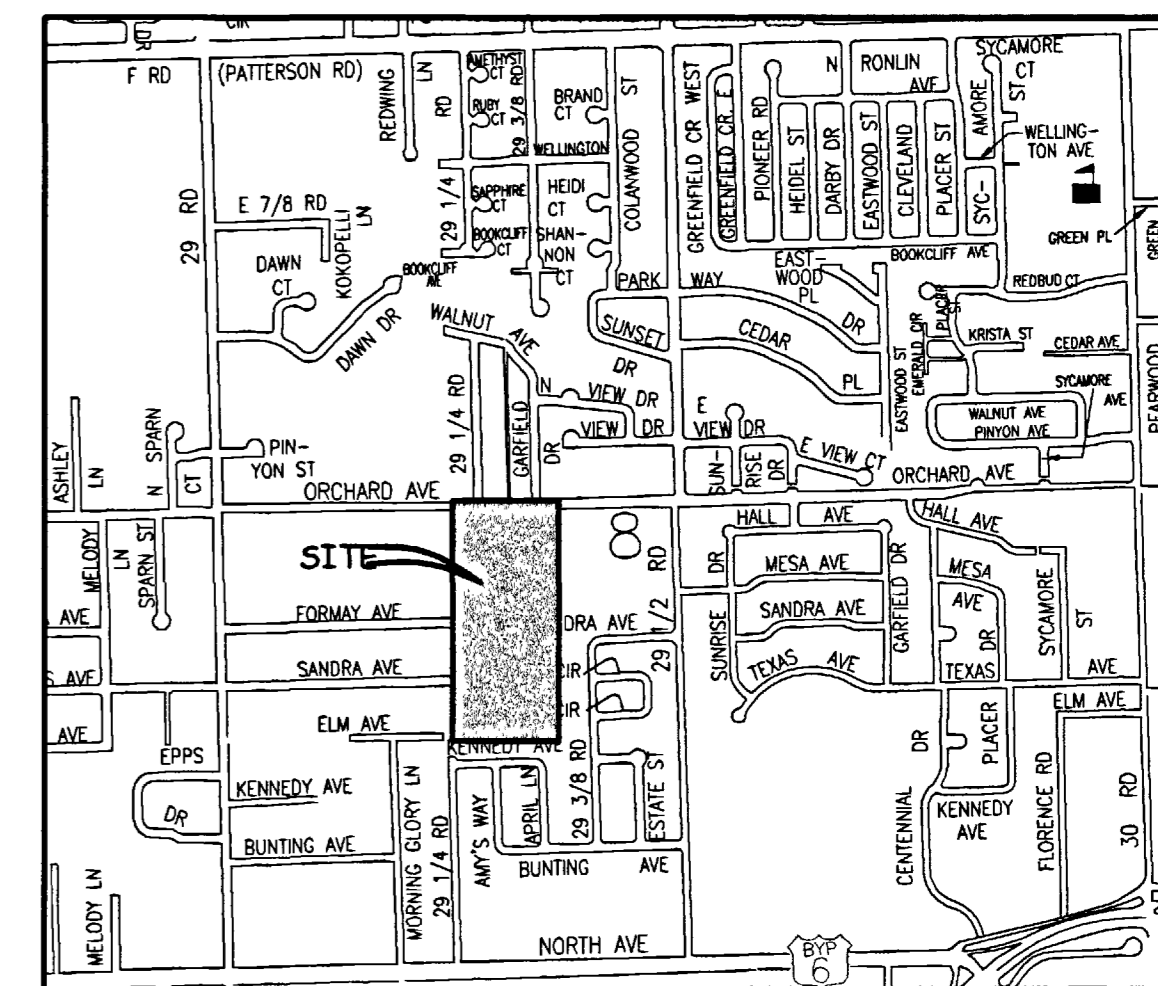 DR
CIR
F RD
(PATTERSON RD)
REDWING
LN
RD
29 1/4
AMETHYST
CT
RUBY
CT
29 3/8 RD
BRAND
CT
WELLINGTON
ST
COLANWOOD
GREENFIELD CR WEST
GREENFIELD CR. E
PIONEER RD
HEIDEL ST
DARBY DR
EASTWOOD ST
CLEVELAND
PLACER ST
N
RONLIN
AVE
SYCAMORE
CT
ST
AMORE
SYC-
WELLING-
TON AVE
GREEN PL
GREEN
RD
29
E 7/8 RD
KOKOPELLI
LN
DAWN
CT
DAWN DR
BOOKCLIFF
AVE
SAPPHIRE
CT
BOOKCLIFF
CT
HEIDI
CT
SHAN-
NON
CT
PARK
WAY
EAST-
WOOD
PL
DR
BOOKCLIFF AVE
REDBUD CT
PLACER
ST
KRISTA ST
CEDAR AVE
EMERALD CIR
EASTWOOD ST
WALNUT
AVE
SUNSET
DR
CEDAR
PL
SYCAMORE
AVE
WALNUT AVE
PINYON AVE
PEARWOOD
29 1/4 RD
GARFIELD
DR
N
VIEW DR
VIEW
DR
E
VIEW
DR
E VIEW CT
SUN-
RISE
DR
ASHLEY
LN
N
SPARN
CT
PIN-
YON ST
ORCHARD AVE
ORCHARD AVE
MELODY
LN
SPARN ST
SITE
RD
29 1/2
HALL
AVE
HALL AVE
DR
SUNRISE
MESA AVE
SANDRA AVE
TEXAS
AVE
GARFIELD DR
MESA
AVE
DR
TEXAS
AVE
SYCAMORE
ST
AVE
FORMAY AVE
DRA AVE
S AVE
SANDRA AVE
CIR
CIR
AVE
ELM AVE
KENNEDY AVE
ELM AVE
EPPS
DR
KENNEDY AVE
BUNTING AVE
MORNING GLORY LN
29 1/4 RD
AMY'S WAY
APRIL LN
29 3/8 RD
ESTATE ST
BUNTING
AVE
DR
CENTENNIAL
PLACER
KENNEDY
AVE
FLORENCE RD
30 RD
MELODY LN
NORTH AVE
BYP
6